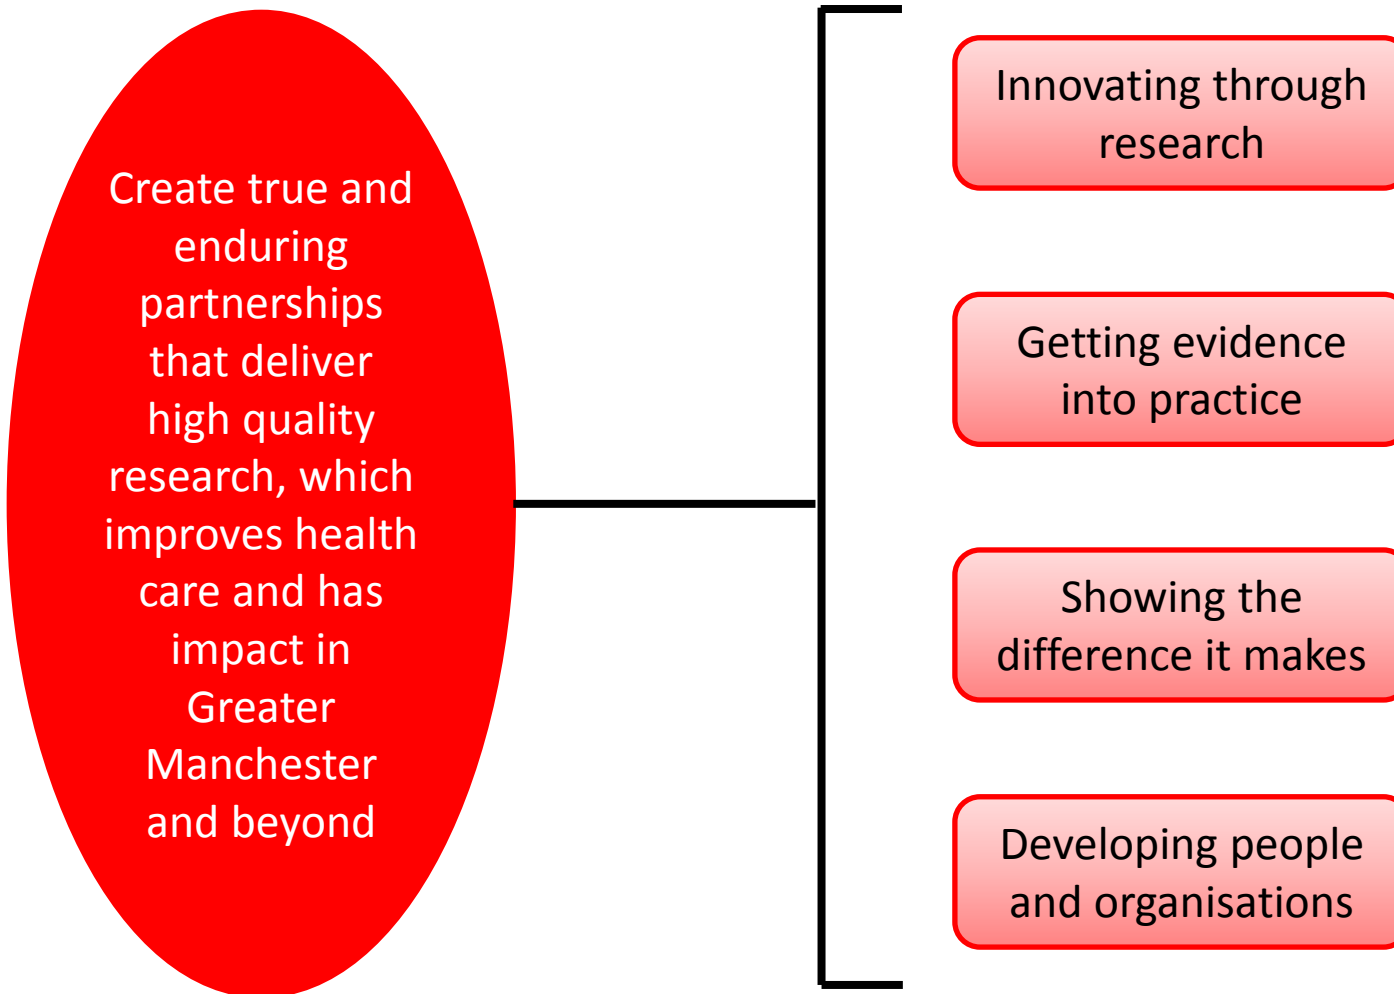 Create true and
enduring
partnerships
that deliver
high quality
research, which
improves health
care and has
impact in
Greater
Manchester
and beyond
Innovating through
research
Getting evidence
into practice
Showing the
difference it makes
Developing people
and organisations